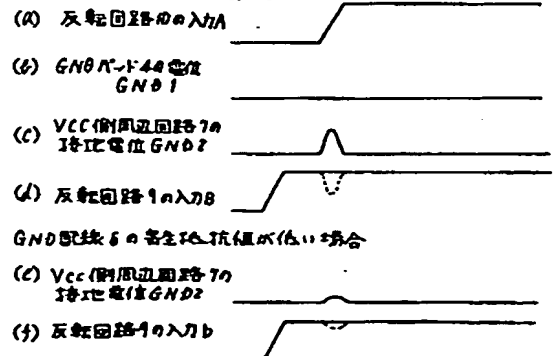 (a) 反転回路10の入力A
(b) GNDパッド4の電位
GND1
(c) VCC側周辺回路7の
接地電位GND2
(d) 反転回路9の入力B
GND配線5の寄生抵抗値が低い場合
(e) Vcc側周辺回路7の
接地電位GND2
(f) 反転回路9の入力b